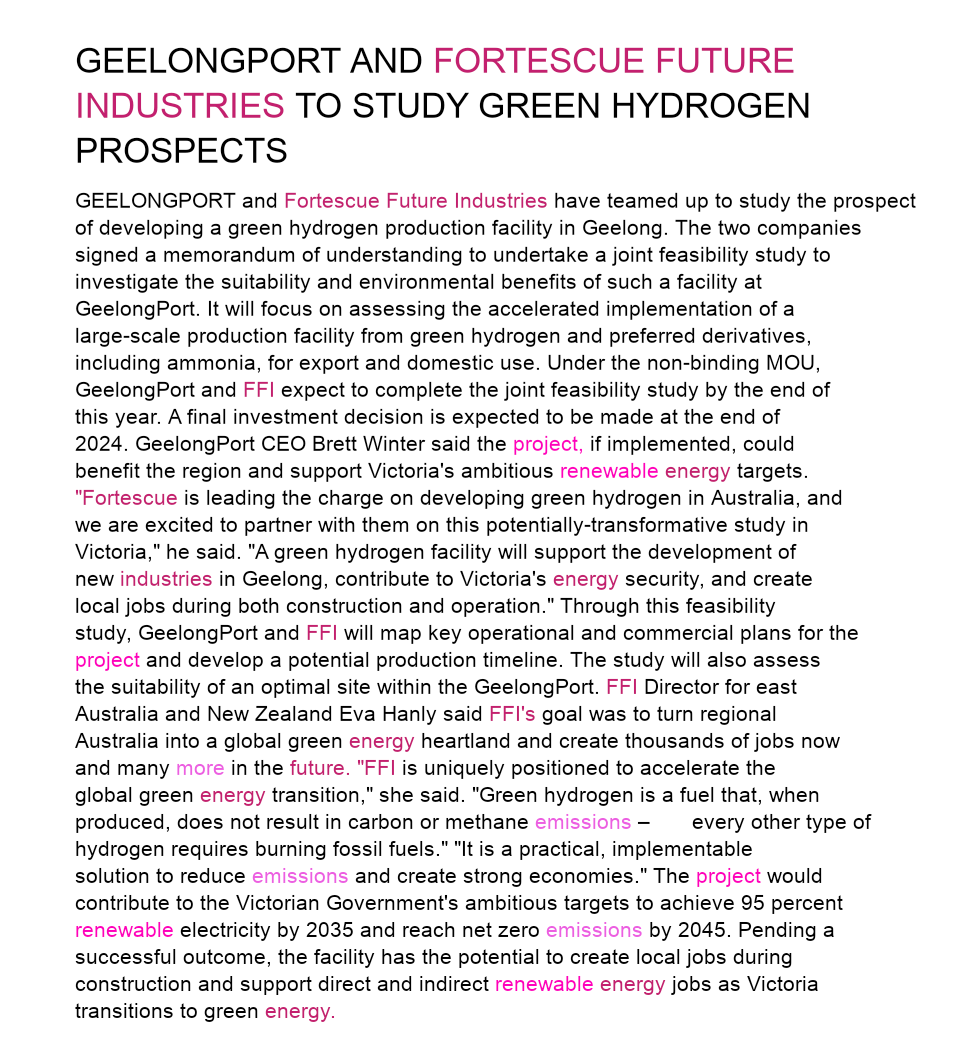 GEELONGPORT AND FORTESCUE FUTURE
INDUSTRIES TO STUDY GREEN HYDROGEN
PROSPECTS
GEELONGPORT and Fortescue Future Industries have teamed up to study the prospect
of developing a green hydrogen production facility in Geelong. The two companies
signed a memorandum of understanding to undertake a joint feasibility study to
investigate the suitability and environmental benefits of such a facility at
GeelongPort. It will focus on assessing the accelerated implementation of a
large-scale production facility from green hydrogen and preferred derivatives,
including ammonia, for export and domestic use. Under the non-binding MOU,
GeelongPort and FFI expect to complete the joint feasibility study by the end of
this year. A final investment decision is expected to be made at the end of
2024. GeelongPort CEO Brett Winter said the project, if implemented, could
benefit the region and support Victoria's ambitious renewable energy targets.
"Fortescue is leading the charge on developing green hydrogen in Australia, and
we are excited to partner with them on this potentially-transformative study in
Victoria," he said. "A green hydrogen facility will support the development of
new industries in Geelong, contribute to Victoria's energy security, and create
local jobs during both construction and operation." Through this feasibility
study, GeelongPort and FFI will map key operational and commercial plans for the
project and develop a potential production timeline. The study will also assess
the suitability of an optimal site within the GeelongPort. FFI Director for east
Australia and New Zealand Eva Hanly said FFI's goal was to turn regional
Australia into a global green energy heartland and create thousands of jobs now
and many more in the future. "FFI is uniquely positioned to accelerate the
global green energy transition," she said. "Green hydrogen is a fuel that, when
produced, does not result in carbon or methane emissions – every other type of
hydrogen requires burning fossil fuels." "It is a practical, implementable
solution to reduce emissions and create strong economies." The project would
contribute to the Victorian Government's ambitious targets to achieve 95 percent
renewable electricity by 2035 and reach net zero emissions by 2045. Pending a
successful outcome, the facility has the potential to create local jobs during
construction and support direct and indirect renewable energy jobs as Victoria
transitions to green energy.